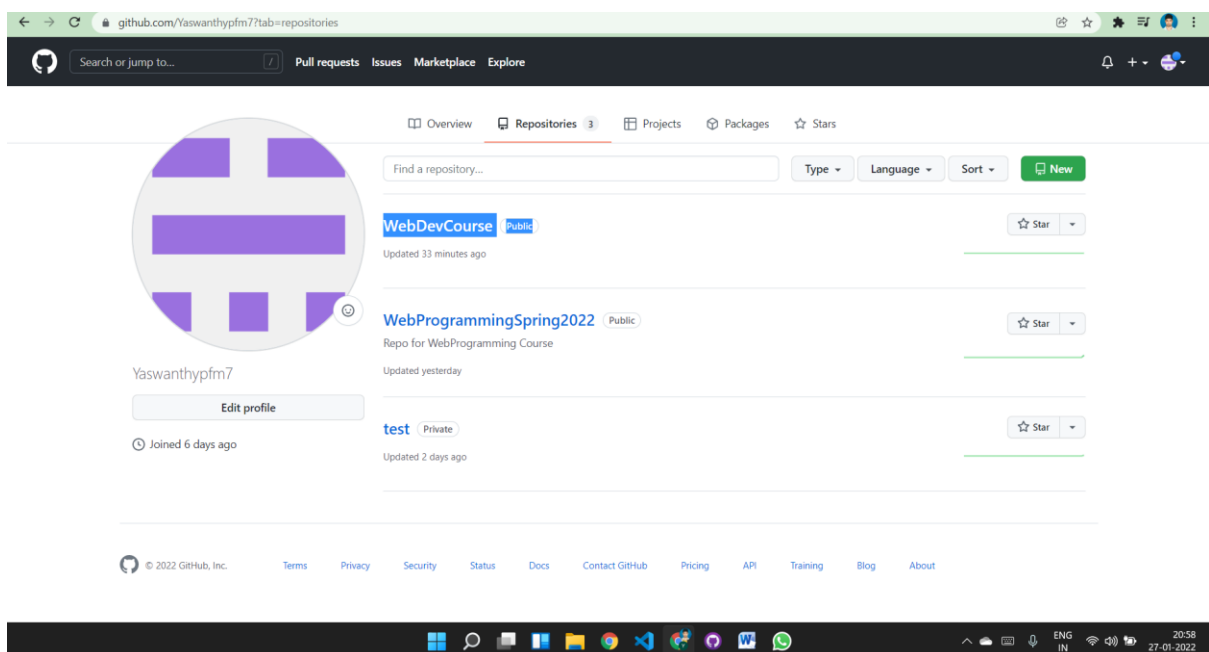 github.com/Yaswanthypfm7?tab=repositories
Search or jump to... / Pull requests Issues Marketplace Explore
Overview Repositories 3 Projects Packages Stars
Find a repository... Type Language Sort New
WebDevCourse Public Star
Updated 33 minutes ago
WebProgrammingSpring2022 Public Star
Repo for WebProgramming Course
Updated yesterday
Yaswanthypfm7
Edit profile
Joined 6 days ago
test Private Star
Updated 2 days ago
© 2022 GitHub, Inc. Terms Privacy Security Status Docs Contact GitHub Pricing API Training Blog About
ENG
IN
20:58
27-01-2022